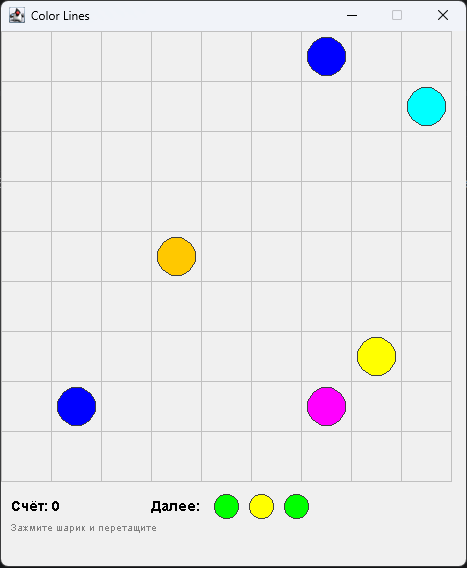 Color Lines
Счёт: 0 Далее:
Зажмите шарик и перетащите